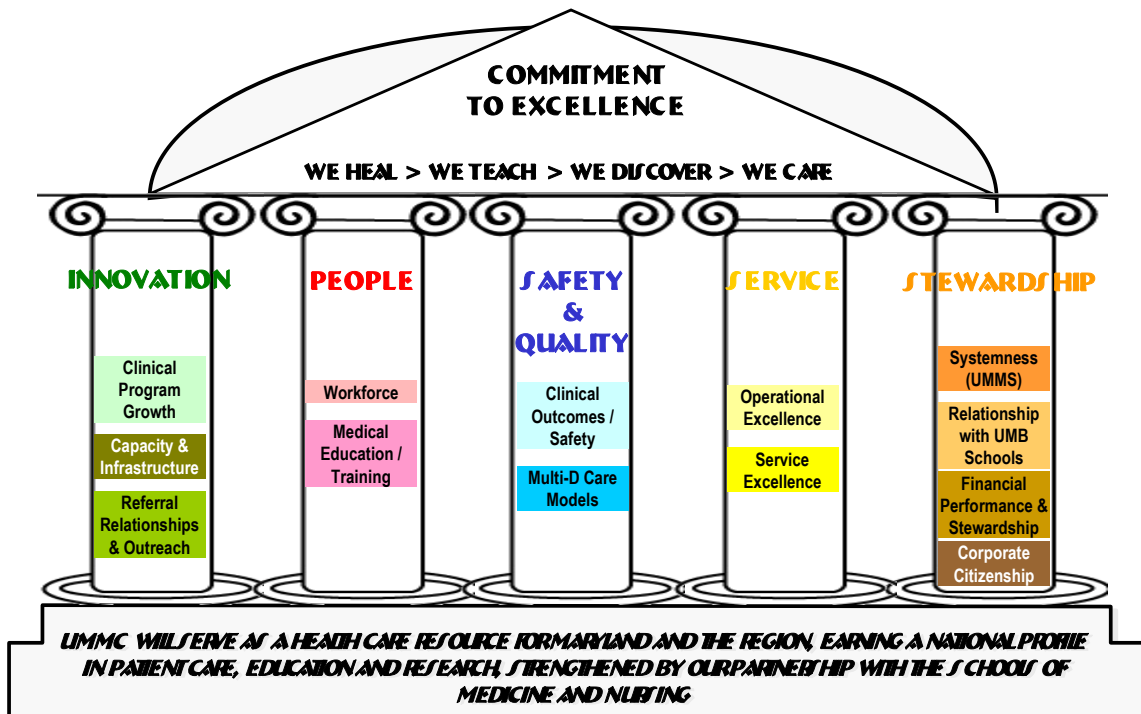 COMMITMENT
TO EXCELLENCE
WE HEAL > WE TEACH > WE DISCOVER > WE CARE
INNOVATION
Clinical
Program
Growth
Capacity &
Infrastructure
Referral
Relationships
& Outreach
PEOPLE
Workforce
Medical
Education /
Training
SAFETY
&
QUALITY
Clinical
Outcomes /
Safety
Multi-D Care
Models
SERVICE
Operational
Excellence
Service
Excellence
STEWARDSHIP
Systemness
(UMMS)
Relationship
with UMB
Schools
Financial
Performance &
Stewardship
Corporate
Citizenship
UMMC WILL SERVE AS A HEALTH CARE RESOURCE FOR MARYLAND AND THE REGION, EARNING A NATIONAL PROFILE
IN PATIENT CARE, EDUCATION AND RESEARCH, STRENGTHENED BY OUR PARTNERSHIP WITH THE SCHOOLS OF
MEDICINE AND NURSING